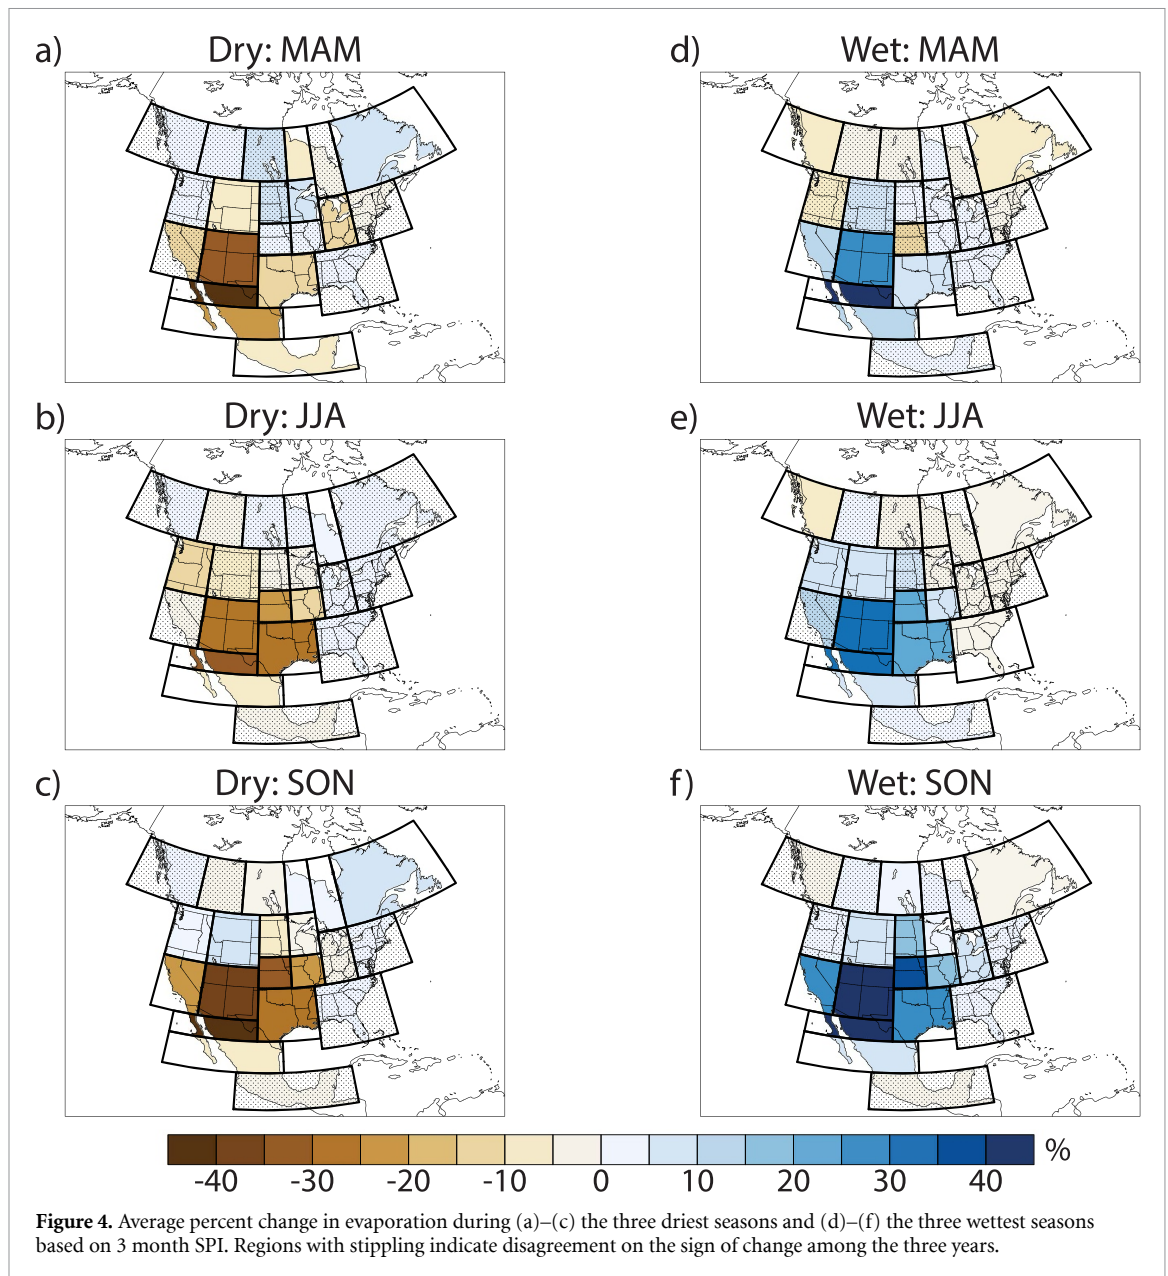 a)
Dry: MAM
d)
Wet: MAM
b)
Dry: JJA
e)
Wet: JJA
c)
Dry: SON
f)
Wet: SON
-40 -30 -20 -10 0 10 20 30 40 %
Figure 4. Average percent change in evaporation during (a)–(c) the three driest seasons and (d)–(f) the three wettest seasons
based on 3 month SPI. Regions with stippling indicate disagreement on the sign of change among the three years.